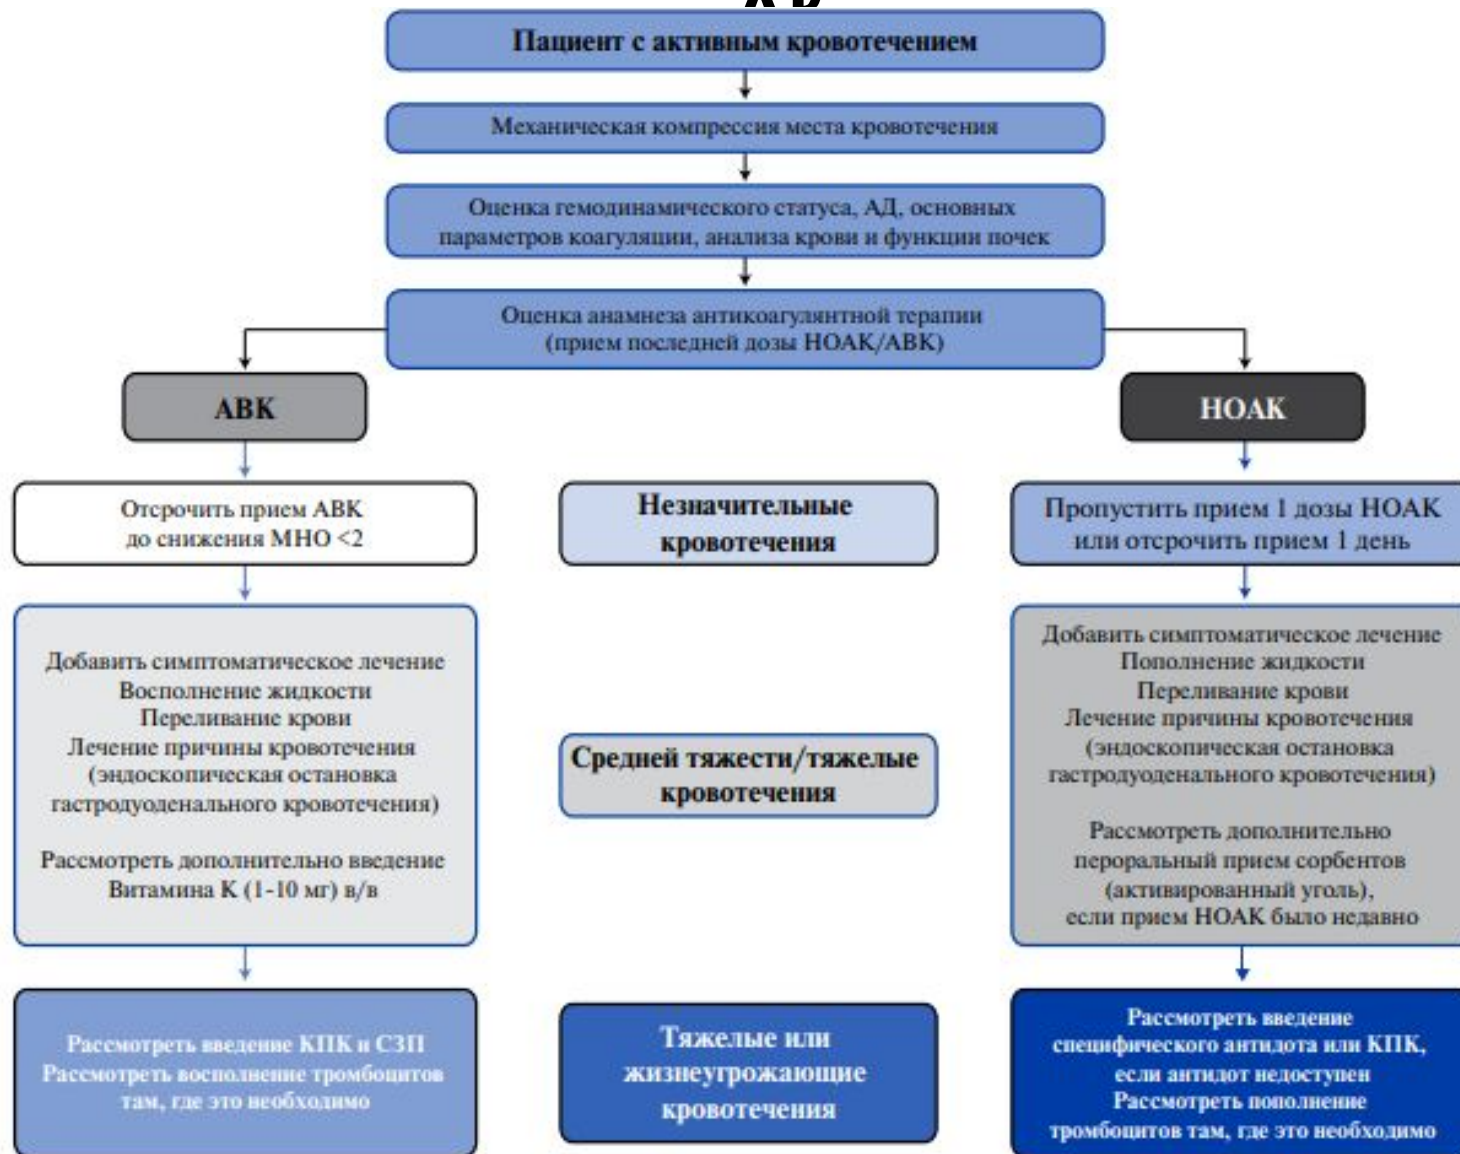 Пациент с активным кровотечением
Механическая компрессия места кровотечения
Оценка гемодинамического статуса, АД, основных
параметров коагуляции, анализа крови и функции почек
Оценка анамнеза антикоагулянтной терапии
(прием последней дозы НОАК/АВК)
АВК
НОАК
Отсрочить прием АВК
до снижения МНО <2
Незначительные
кровотечения
Пропустить прием 1 дозы НОАК
или отсрочить прием 1 день
Добавить симптоматическое лечение
Восполнение жидкости
Переливание крови
Лечение причины кровотечения
(эндоскопическая остановка
гастродуоденального кровотечения)
Рассмотреть дополнительно введение
Витамина К (1-10 мг) в/в
Средней тяжести/тяжелые
кровотечения
Добавить симптоматическое лечение
Пополнение жидкости
Переливание крови
Лечение причины кровотечения
(эндоскопическая остановка
гастродуоденального кровотечения)
Рассмотреть дополнительно
пероральный прием сорбентов
(активированный уголь),
если прием НОАК было недавно
Рассмотреть введение КПК и СЗП
Рассмотреть восполнение тромбоцитов
там, где это необходимо
Тяжелые или
жизнеугрожающие
кровотечения
Рассмотреть введение
специфического антидота или КПК,
если антидот недоступен
Рассмотреть пополнение
тромбоцитов там, где это необходимо